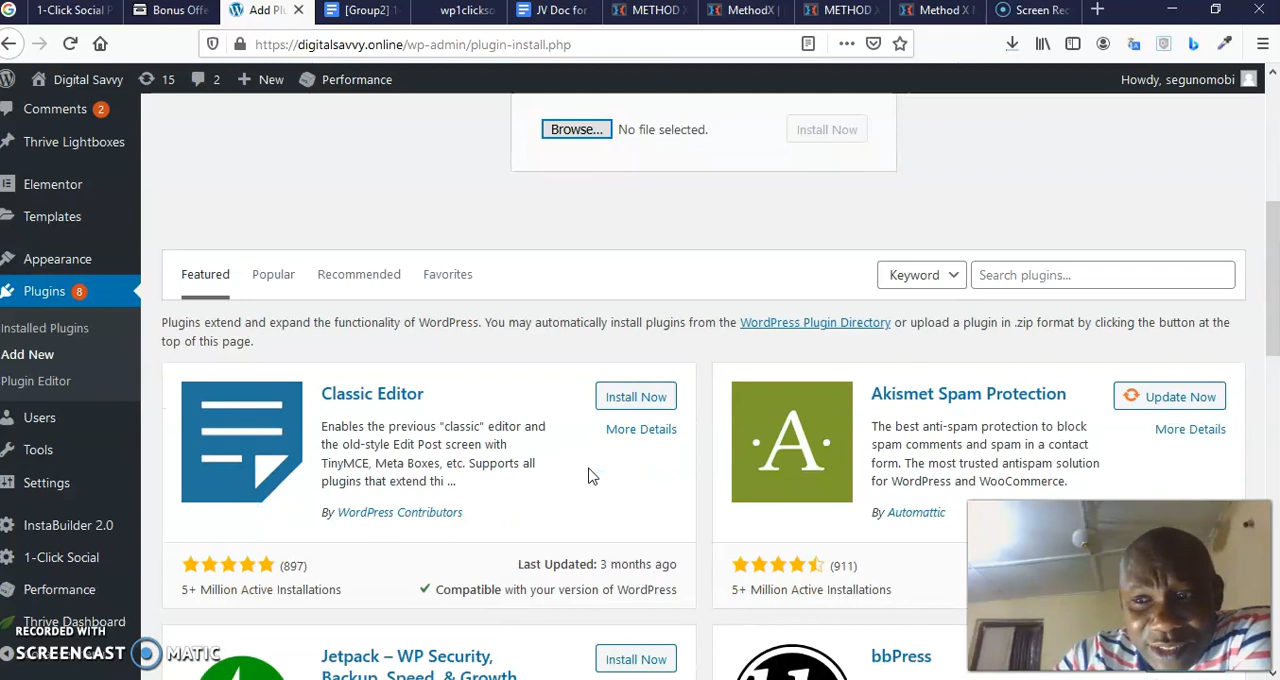 1-Click Social P
Bonus Offe
Add Plu
[Group2] 1
wp1clickso
JV Doc for
METHOD X
MethodX |
METHOD X
Method X
Screen Rec
https://digitalsavvy.online/wp-admin/plugin-install.php
Digital Savvy 15 2 New Performance
Howdy, segunomobi
Comments 2
Thrive Lightboxes
Elementor
Templates
Appearance
Plugins 8
Installed Plugins
Add New
Plugin Editor
Users
Tools
Settings
InstaBuilder 2.0
1-Click Social
Performance
Thrive Dashboard
RECORDED WITH
SCREENCAST MATIC
Browse... No file selected. Install Now
Featured Popular Recommended Favorites
Keyword Search plugins...
Plugins extend and expand the functionality of WordPress. You may automatically install plugins from the WordPress Plugin Directory or upload a plugin in .zip format by clicking the button at the
top of this page.
Classic Editor
Install Now
More Details
Enables the previous "classic" editor and
the old-style Edit Post screen with
TinyMCE, Meta Boxes, etc. Supports all
plugins that extend thi ...
By WordPress Contributors
(897)
Last Updated: 3 months ago
5+ Million Active Installations
Compatible with your version of WordPress
Akismet Spam Protection
Update Now
More Details
The best anti-spam protection to block
spam comments and spam in a contact
form. The most trusted antispam solution
for WordPress and WooCommerce.
By Automattic
·A·
(911)
5+ Million Active Installations
Jetpack – WP Security,
Backup, Speed, & Growth
Install Now
bbPress